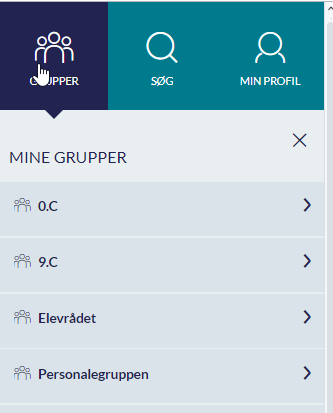 GRUPPER
SØG
MIN PROFIL
MINE GRUPPER
0.C
9.C
Elevrådet
Personalegruppen